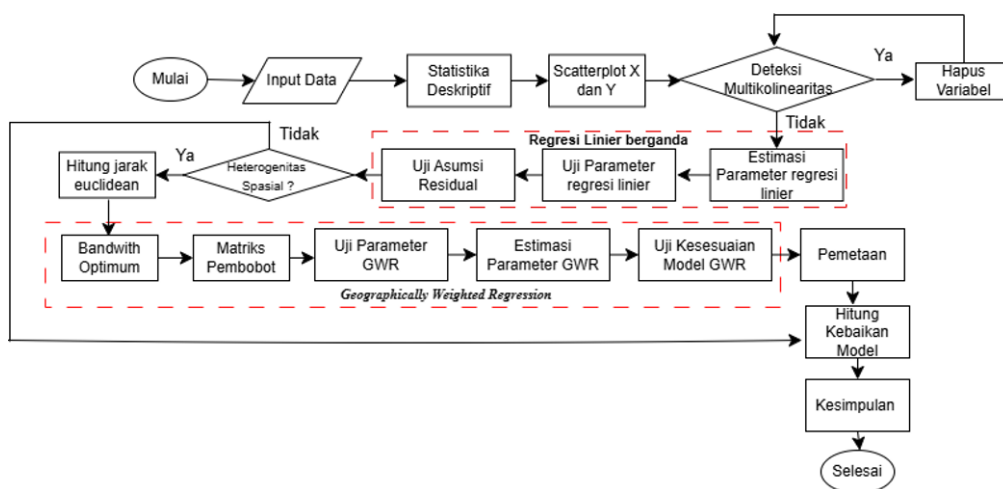 Mulai
Input Data
Statistika
Deskriptif
Scatterplot X
dan Y
Deteksi
Multikolinearitas
Ya
Hapus
Variabel
Tidak
Regresi Linier berganda
Estimasi
Parameter regresi
linier
Uji Parameter
regresi linier
Uji Asumsi
Residual
Heterogenitas
Spasial ?
Tidak
Ya
Hitung jarak
euclidean
Bandwith
Optimum
Matriks
Pembobot
Uji Parameter
GWR
Estimasi
Parameter GWR
Uji Kesesuaian
Model GWR
Geographically Weighted Regression
Pemetaan
Hitung
Kebaikan
Model
Kesimpulan
Selesai